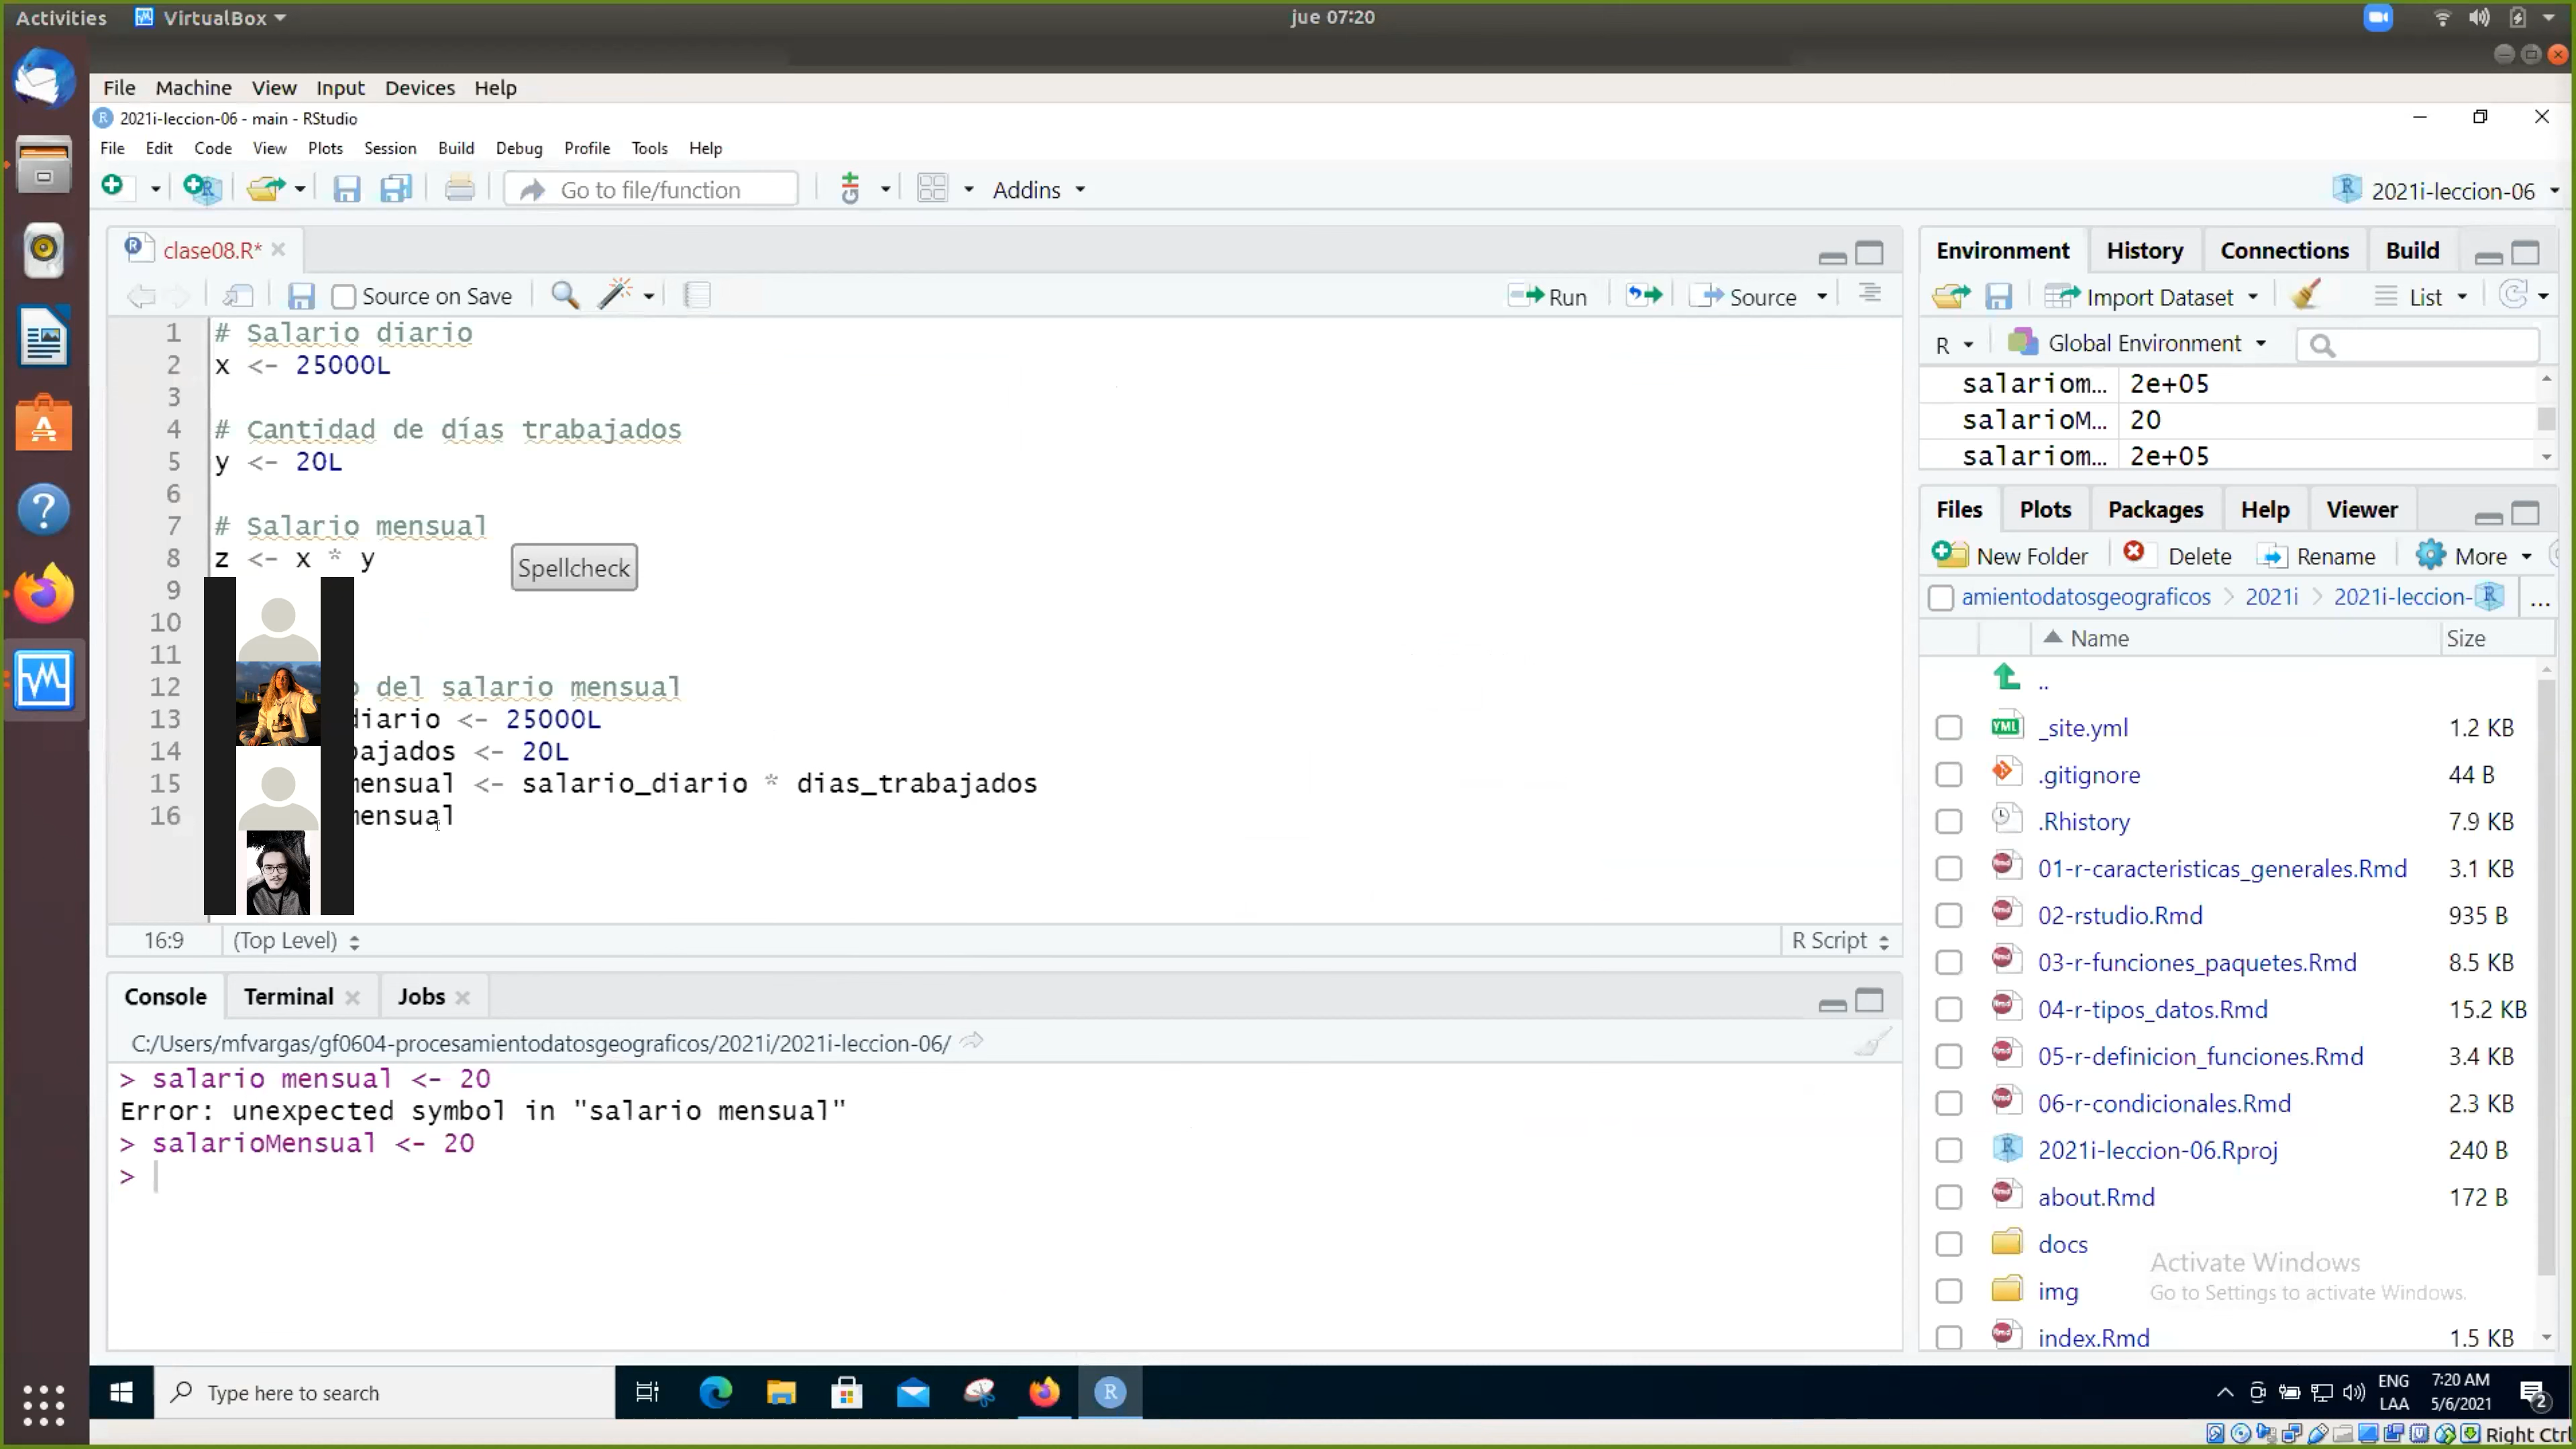 Activities VirtualBox jue 07:20
File Machine View Input Devices Help
2021i-leccion-06 - main - RStudio
File Edit Code View Plots Session Build Debug Profile Tools Help
Go to file/function Addins 2021i-leccion-06
clase08.R*
Source on Save Run Source
1 # Salario diario
2 x <- 25000L
3
4 # Cantidad de días trabajados
5 y <- 20L
6
7 # Salario mensual
8 z <- x * y
Spellcheck
9
10
11
12 del salario mensual
13 diario <- 25000L
14 bajados <- 20L
15 mensual <- salario_diario * dias_trabajados
16 mensual
16:9 (Top Level) R Script
Console Terminal Jobs
C:/Users/mfvargas/gf0604-procesamientodatosgeograficos/2021i/2021i-leccion-06/
> salario mensual <- 20
Error: unexpected symbol in "salario mensual"
> salarioMensual <- 20
>
Environment History Connections Build
Import Dataset List
R Global Environment
salariom... 2e+05
salarioM... 20
salariom... 2e+05
Files Plots Packages Help Viewer
New Folder Delete Rename More
amientodatosgeograficos > 2021i > 2021i-leccion- ...
Name Size
..
_site.yml 1.2 KB
.gitignore 44 B
.Rhistory 7.9 KB
01-r-caracteristicas_generales.Rmd 3.1 KB
02-rstudio.Rmd 935 B
03-r-funciones_paquetes.Rmd 8.5 KB
04-r-tipos_datos.Rmd 15.2 KB
05-r-definicion_funciones.Rmd 3.4 KB
06-r-condicionales.Rmd 2.3 KB
2021i-leccion-06.Rproj 240 B
about.Rmd 172 B
docs
img
index.Rmd 1.5 KB
Activate Windows
Go to Settings to activate Windows.
Type here to search
ENG 7:20 AM
LAA 5/6/2021
2
Right Ctrl